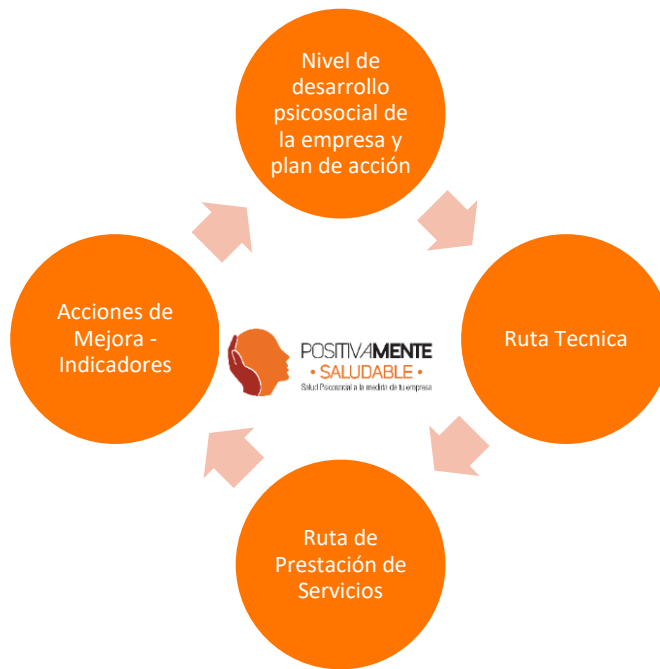 Nivel de
desarrollo
psicosocial de
la empresa y
plan de acción
Acciones de
Mejora -
Indicadores
POSITIVAMENTE
• SALUDABLE •
Salud Psicosocial a la medida de tu empresa
Ruta Tecnica
Ruta de
Prestación de
Servicios